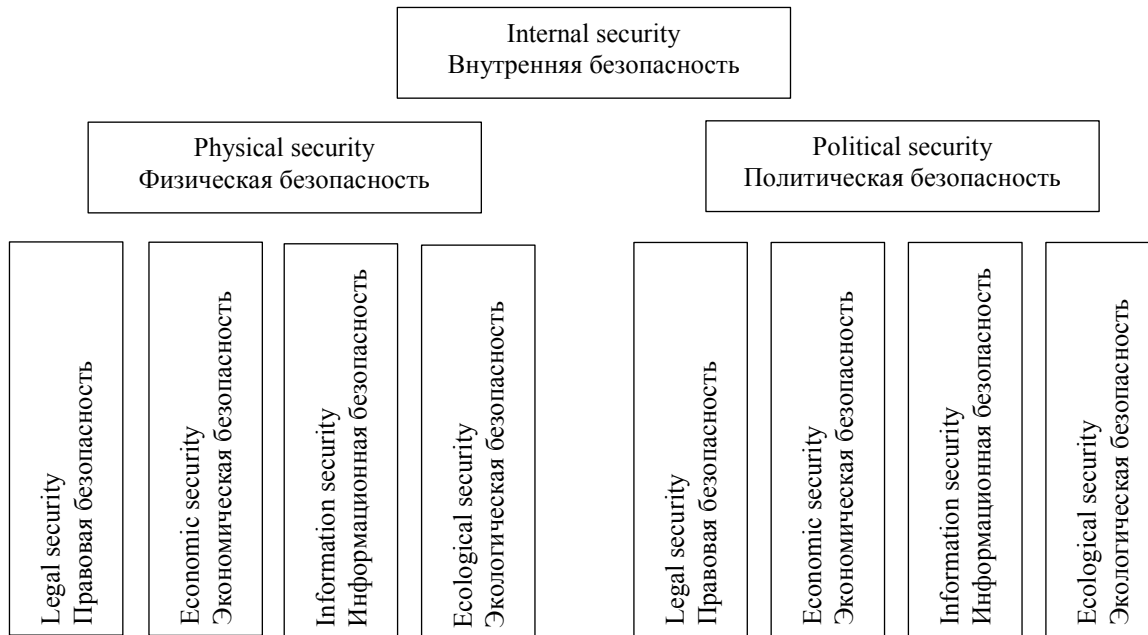 Internal security
Внутренняя безопасность
Physical security
Физическая безопасность
Political security
Политическая безопасность
Legal security
Правовая безопасность
Economic security
Экономическая безопасность
Information security
Информационная безопасность
Ecological security
Экологическая безопасность
Legal security
Правовая безопасность
Economic security
Экономическая безопасность
Information security
Информационная безопасность
Ecological security
Экологическая безопасность